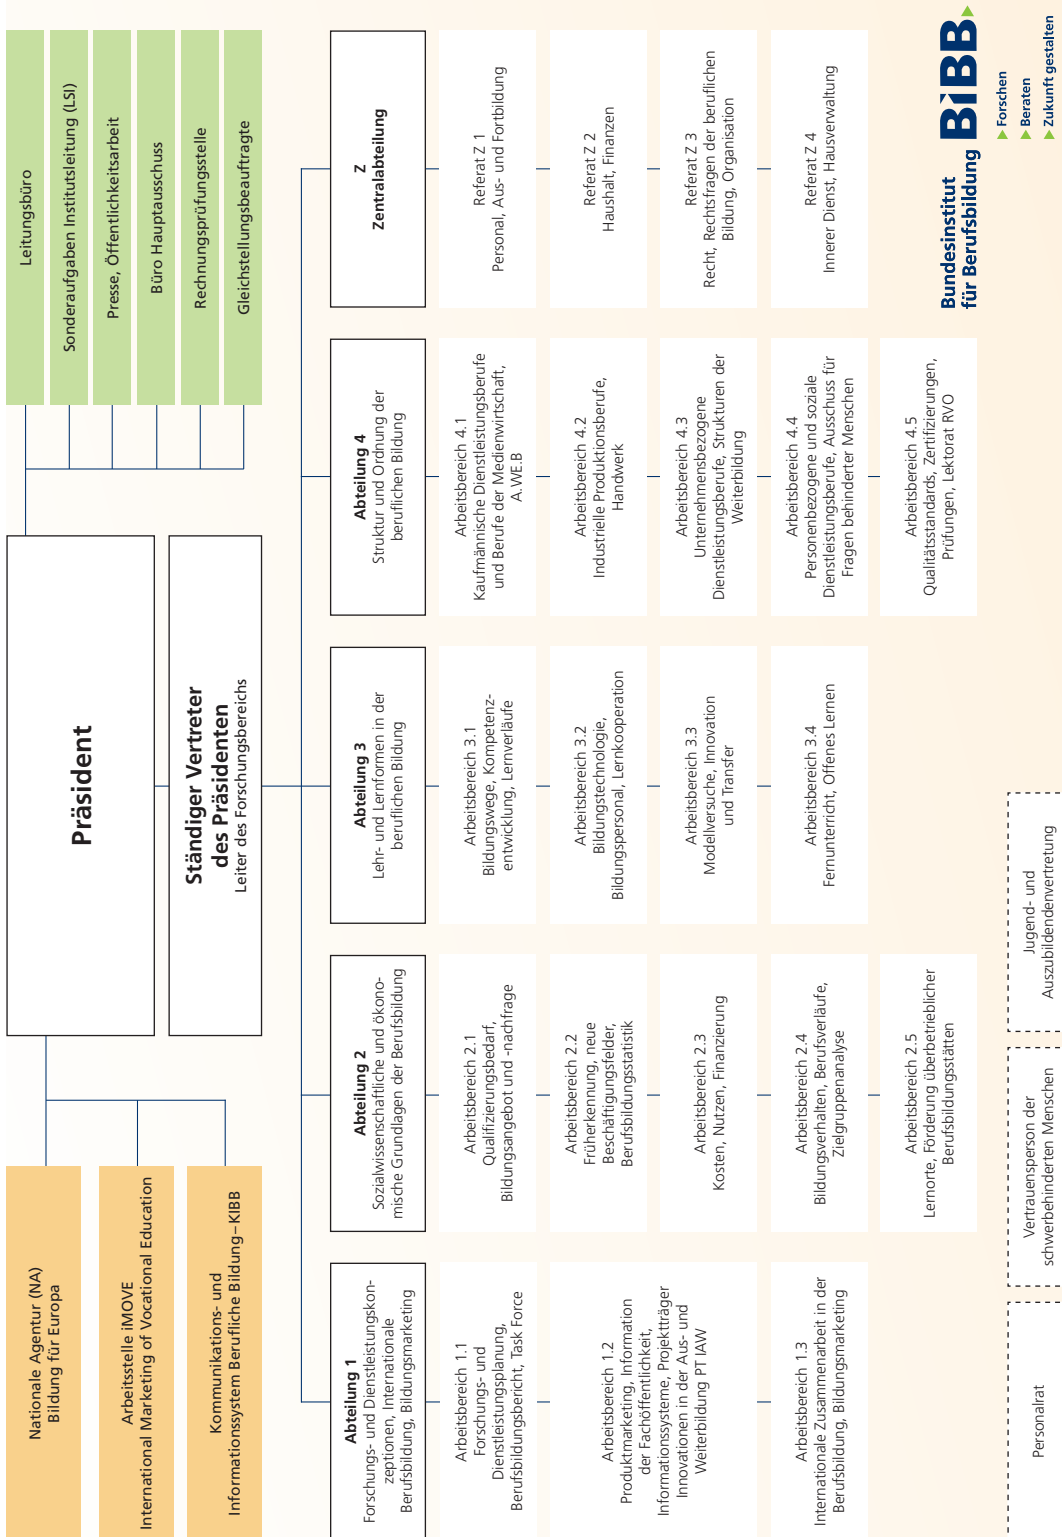 Präsident
Ständiger Vertreter
des Präsidenten
Leiter des Forschungsbereichs
Nationale Agentur (NA)
Bildung für Europa
Arbeitsstelle iMOVE
International Marketing of Vocational Education
Kommunikations- und
Informationssystem Berufliche Bildung – KIBB
Leitungsbüro
Sonderaufgaben Institutsleitung (LSI)
Presse, Öffentlichkeitsarbeit
Büro Hauptausschuss
Rechnungsprüfungsstelle
Gleichstellungsbeauftragte
Abteilung 1
Forschungs- und Dienstleistungskon-
zeptionen, Internationale
Berufsbildung, Bildungsmarketing
Arbeitsbereich 1.1
Forschungs- und
Dienstleistungsplanung,
Berufsbildungsbericht, Task Force
Arbeitsbereich 1.2
Produktmarketing, Information
der Fachöffentlichkeit,
Informationssysteme, Projektträger
Innovationen in der Aus- und
Weiterbildung PT IAW
Arbeitsbereich 1.3
Internationale Zusammenarbeit in der
Berufsbildung, Bildungsmarketing
Abteilung 2
Sozialwissenschaftliche und ökono-
mische Grundlagen der Berufsbildung
Arbeitsbereich 2.1
Qualifizierungsbedarf,
Bildungsangebot und -nachfrage
Arbeitsbereich 2.2
Früherkennung, neue
Beschäftigungsfelder,
Berufsbildungsstatistik
Arbeitsbereich 2.3
Kosten, Nutzen, Finanzierung
Arbeitsbereich 2.4
Bildungsverhalten, Berufsverläufe,
Zielgruppenanalyse
Arbeitsbereich 2.5
Lernorte, Förderung überbetrieblicher
Berufsbildungsstätten
Abteilung 3
Lehr- und Lernformen in der
beruflichen Bildung
Arbeitsbereich 3.1
Bildungswege, Kompetenz-
entwicklung, Lernverläufe
Arbeitsbereich 3.2
Bildungstechnologie,
Bildungspersonal, Lernkooperation
Arbeitsbereich 3.3
Modellversuche, Innovation
und Transfer
Arbeitsbereich 3.4
Fernunterricht, Offenes Lernen
Abteilung 4
Struktur und Ordnung der
beruflichen Bildung
Arbeitsbereich 4.1
Kaufmännische Dienstleistungsberufe
und Berufe der Medienwirtschaft,
A.WE.B
Arbeitsbereich 4.2
Industrielle Produktionsberufe,
Handwerk
Arbeitsbereich 4.3
Unternehmensbezogene
Dienstleistungsberufe, Strukturen der
Weiterbildung
Arbeitsbereich 4.4
Personenbezogene und soziale
Dienstleistungsberufe, Ausschuss für
Fragen behinderter Menschen
Arbeitsbereich 4.5
Qualitätsstandards, Zertifizierungen,
Prüfungen, Lektorat RVO
Z
Zentralabteilung
Referat Z 1
Personal, Aus- und Fortbildung
Referat Z 2
Haushalt, Finanzen
Referat Z 3
Recht, Rechtsfragen der beruflichen
Bildung, Organisation
Referat Z 4
Innerer Dienst, Hausverwaltung
Personalrat
Vertrauensperson der
schwerbehinderten Menschen
Jugend- und
Auszubildendenvertretung
Bundesinstitut
für Berufsbildung
BiBB
Forschen
Beraten
Zukunft gestalten